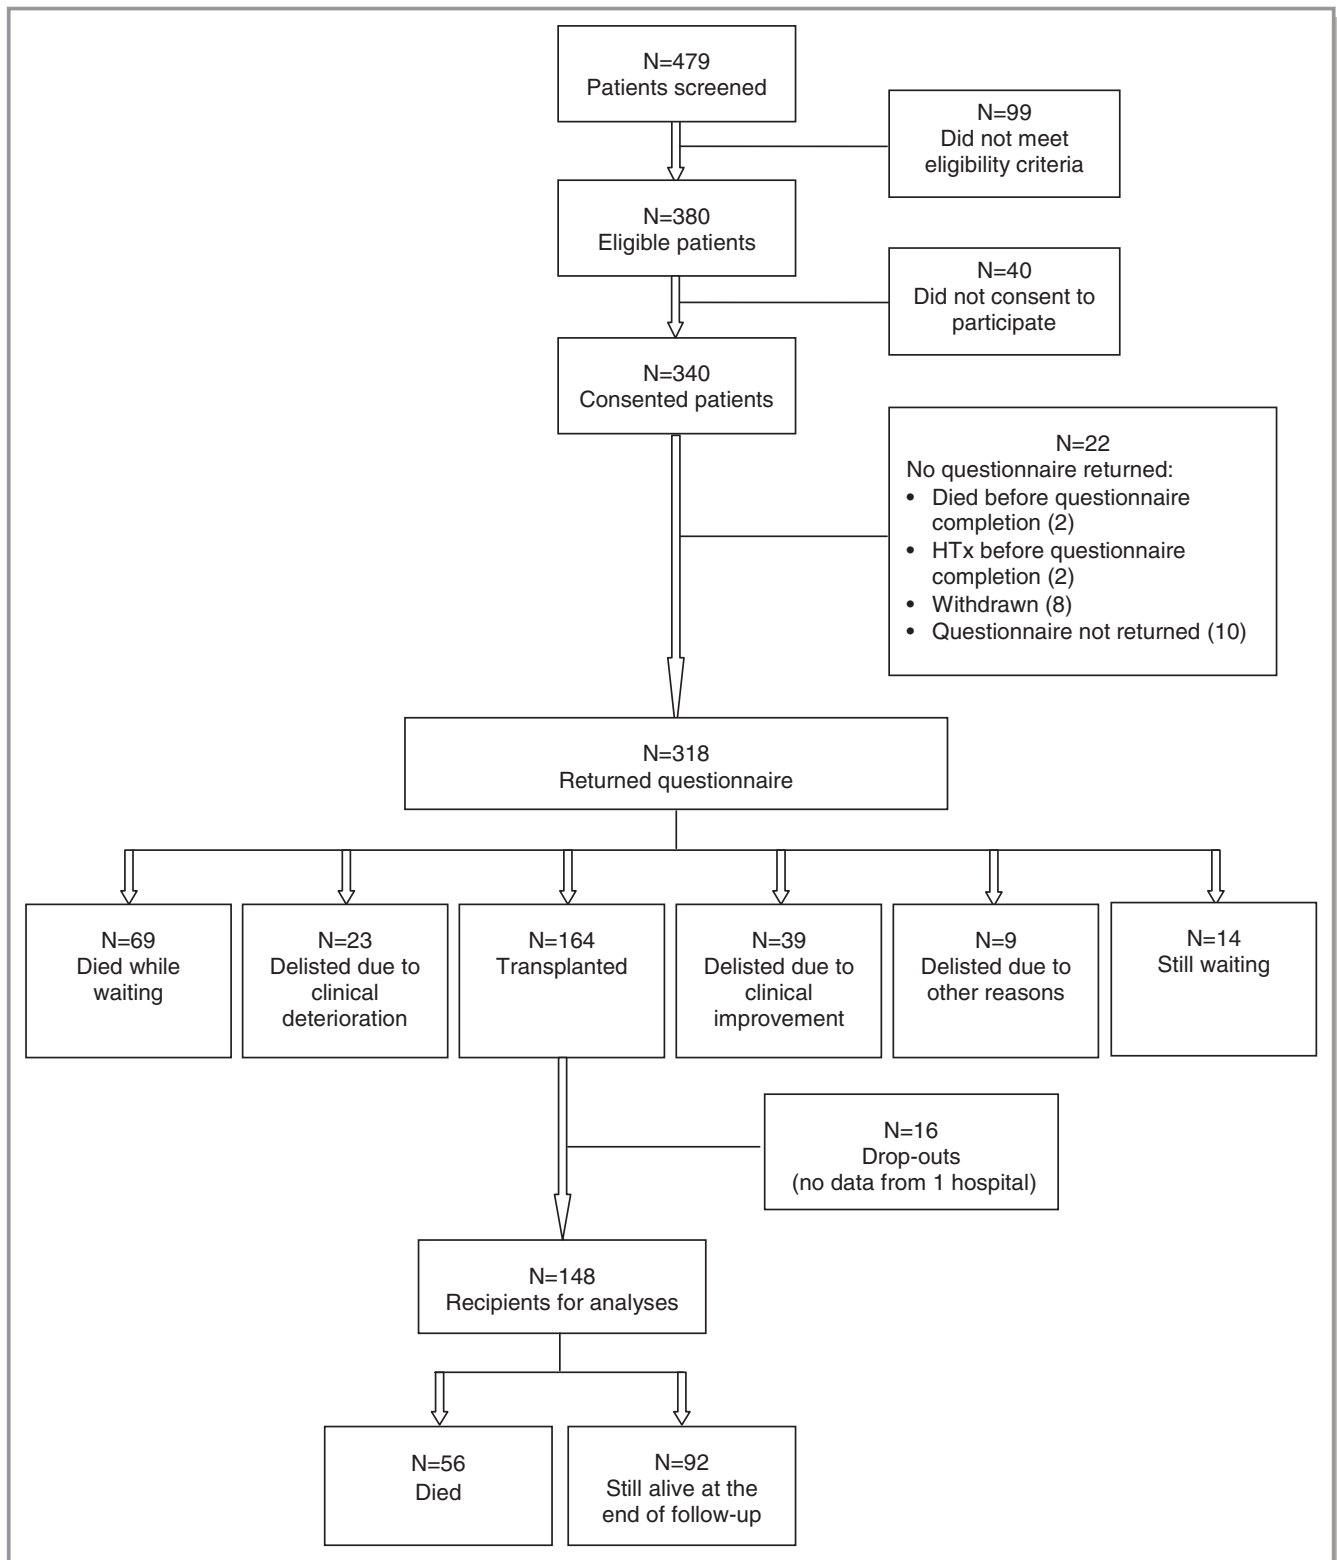 N=479
Patients screened
N=99
Did not meet
eligibility criteria
N=380
Eligible patients
N=40
Did not consent to
participate
N=340
Consented patients
N=22
No questionnaire returned:
• Died before questionnaire
completion (2)
• HTx before questionnaire
completion (2)
• Withdrawn (8)
• Questionnaire not returned (10)
N=318
Returned questionnaire
N=69
Died while
waiting
N=23
Delisted due to
clinical
deterioration
N=164
Transplanted
N=39
Delisted due to
clinical
improvement
N=9
Delisted due to
other reasons
N=14
Still waiting
N=16
Drop-outs
(no data from 1 hospital)
N=148
Recipients for analyses
N=56
Died
N=92
Still alive at the
end of follow-up